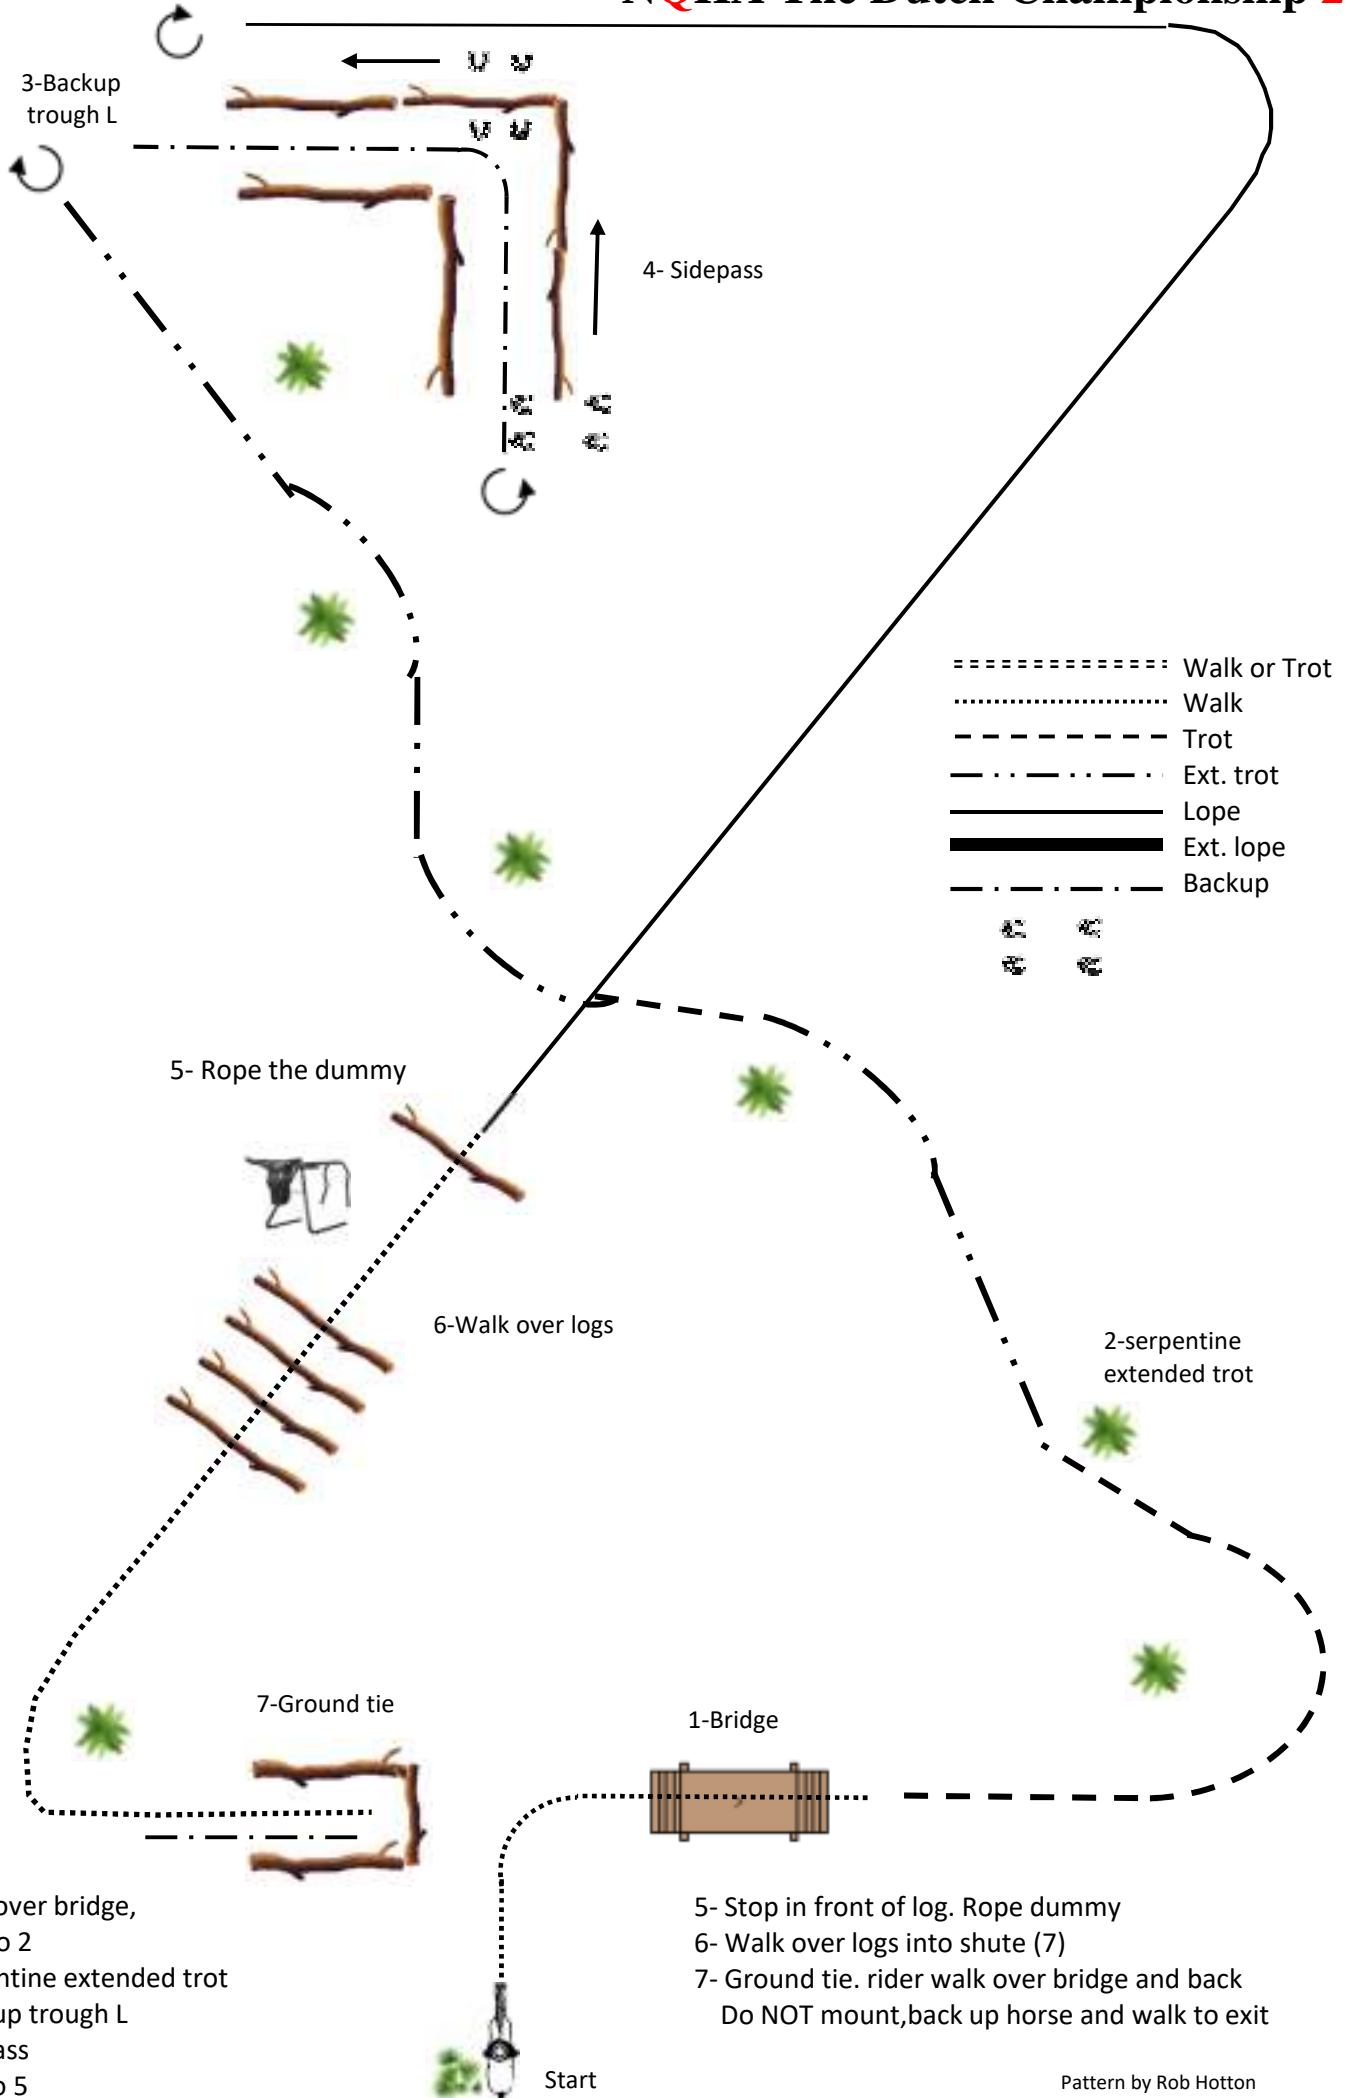 NQHA The Dutch Championship
3-Backup
trough L
4- Sidepass
Walk or Trot
Walk
Trot
Ext. trot
Lope
Ext. lope
Backup
5- Rope the dummy
6-Walk over logs
2-serpentine
extended trot
7-Ground tie
1-Bridge
over bridge,
2
extended trot
up trough L
5
5- Stop in front of log. Rope dummy
6- Walk over logs into shute (7)
7- Ground tie. rider walk over bridge and back
Do NOT mount,back up horse and walk to exit
Start
Pattern by Rob Hotton